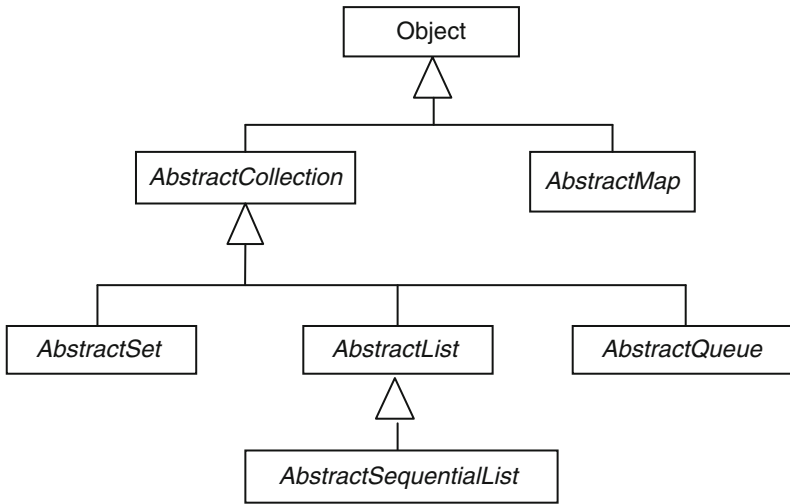 Object
AbstractCollection
AbstractMap
AbstractSet
AbstractList
AbstractQueue
AbstractSequentialList